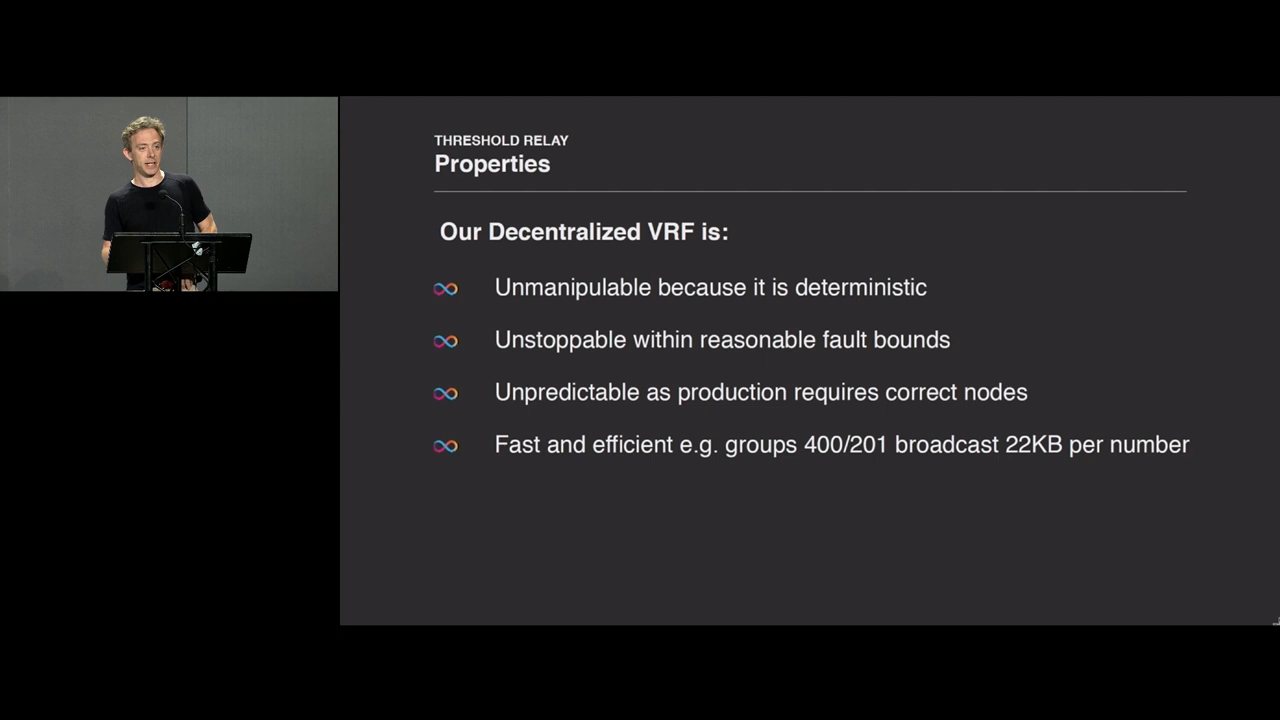 THRESHOLD RELAY
Properties
Our Decentralized VRF is:
Unmanipulable because it is deterministic
Unstoppable within reasonable fault bounds
Unpredictable as production requires correct nodes
Fast and efficient e.g. groups 400/201 broadcast 22KB per number